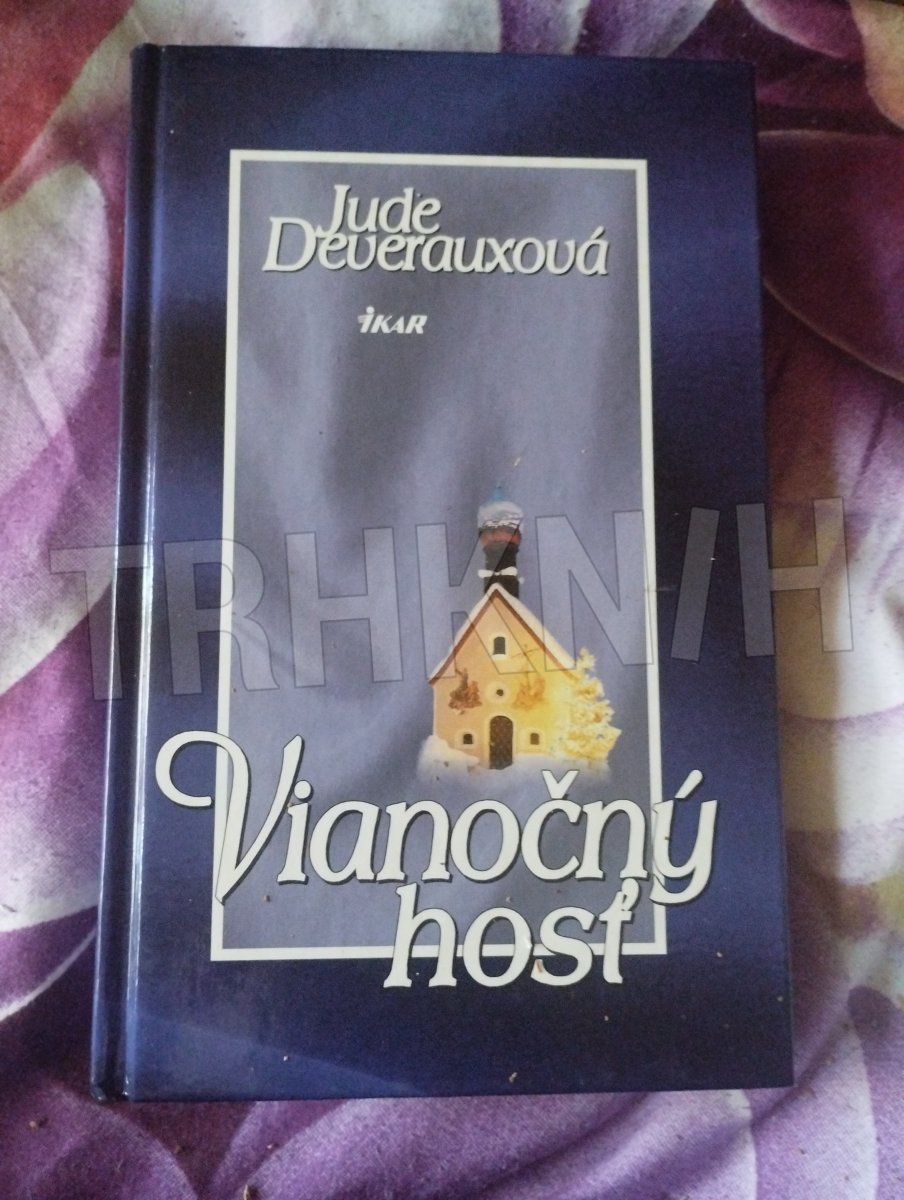 Jude
Deverauxová
iKAR
TRHKNIH
Vianočný
hosť